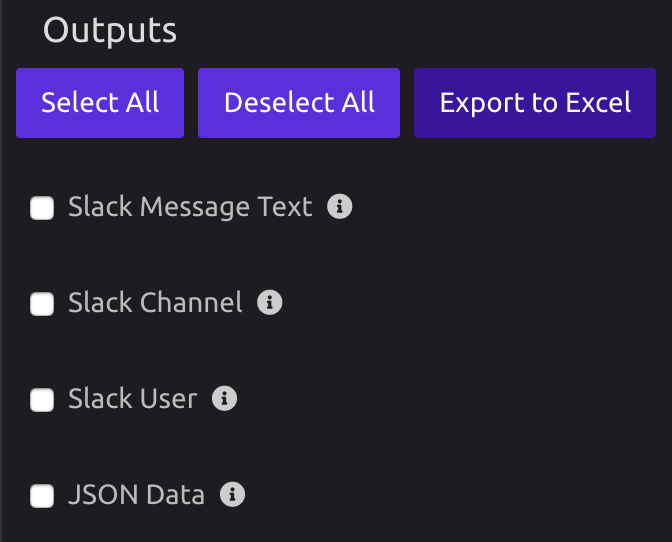 Outputs
Select All Deselect All Export to Excel
Slack Message Text
Slack Channel
Slack User
JSON Data